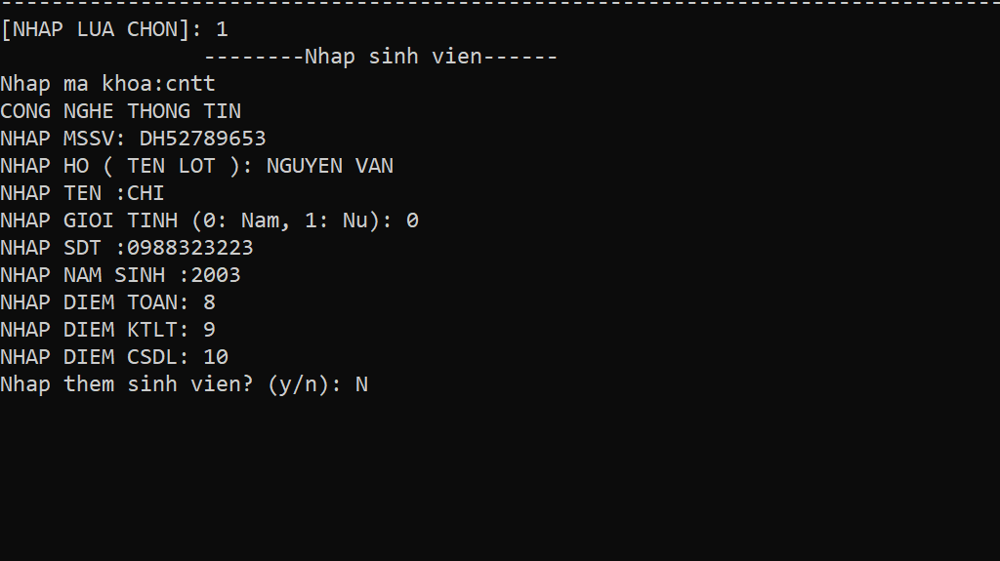 --------------------------------------------------------------------------------
[NHAP LUA CHON]: 1
--------Nhap sinh vien------
Nhap ma khoa:cntt
CONG NGHE THONG TIN
NHAP MSSV: DH52789653
NHAP HO ( TEN LOT ): NGUYEN VAN
NHAP TEN :CHI
NHAP GIOI TINH (0: Nam, 1: Nu): 0
NHAP SDT :0988323223
NHAP NAM SINH :2003
NHAP DIEM TOAN: 8
NHAP DIEM KTLT: 9
NHAP DIEM CSDL: 10
Nhap them sinh vien? (y/n): N